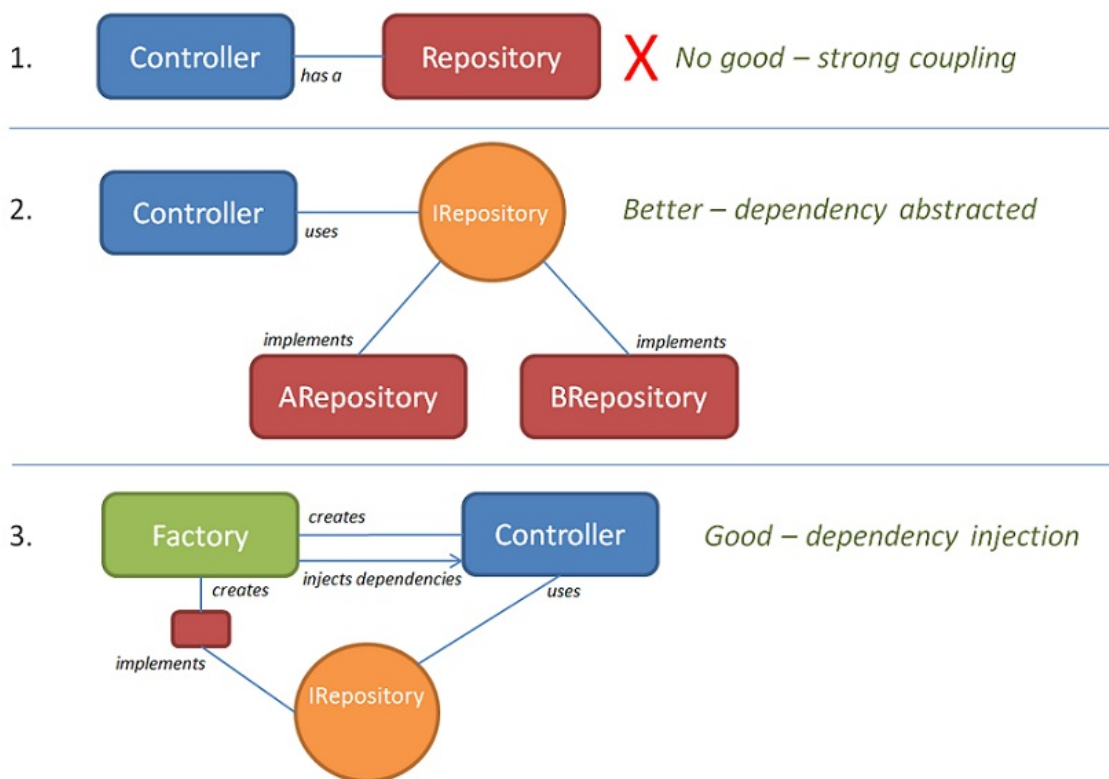 1.
Controller
has a
Repository
X
No good – strong coupling
2.
Controller
uses
IRepository
Better – dependency abstracted
implements
implements
ARepository
BRepository
3.
Factory
creates
injects dependencies
Controller
Good – dependency injection
creates
uses
implements
IRepository